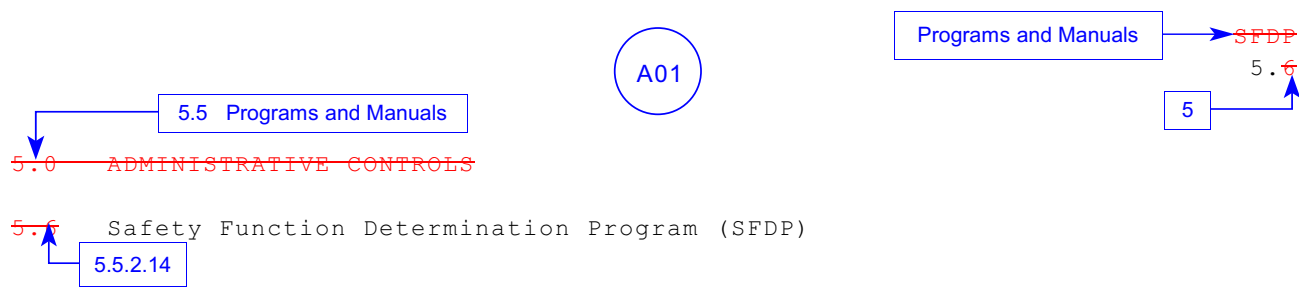 Programs and Manuals
SFDP
A01
5.6
5.5 Programs and Manuals
5
5.0 ADMINISTRATIVE CONTROLS
5.6 Safety Function Determination Program (SFDP)
5.5.2.14